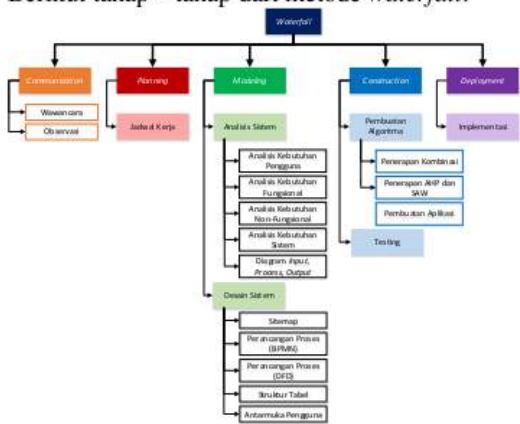 Berikut tahap – tahap dari metode waterfall:
Waterfall
Communication
Wawancara
Observasi
Planning
Jadwal Kerja
Modeling
Analisis Sistem
Analisis Kebutuhan
Pengguna
Analisis Kebutuhan
Fungsional
Analisis Kebutuhan
Non-Fungsional
Analisis Kebutuhan
Sistem
Diagram Input,
Process, Output
Desain Sistem
Sitemap
Perancangan Proses
(BPMN)
Perancangan Proses
(DFD)
Struktur Tabel
Antarmuka Pengguna
Construction
Pembuatan
Algoritma
Penerapan Kombinasi
Penerapan AHP dan
SAW
Pembuatan Aplikasi
Testing
Deployment
Implementasi